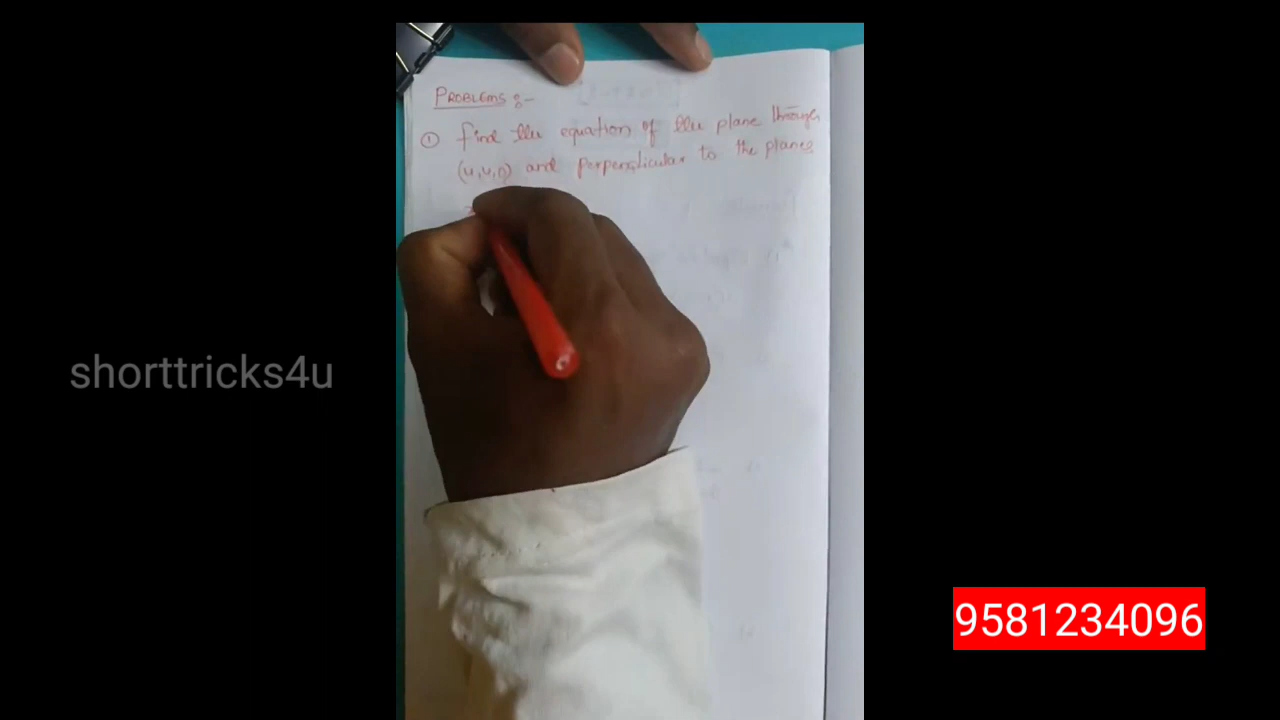 PROBLEMS :-
① Find the equation of the plane through
(4,4,0) and perpendicular to the planes
shorttricks4u
9581234096